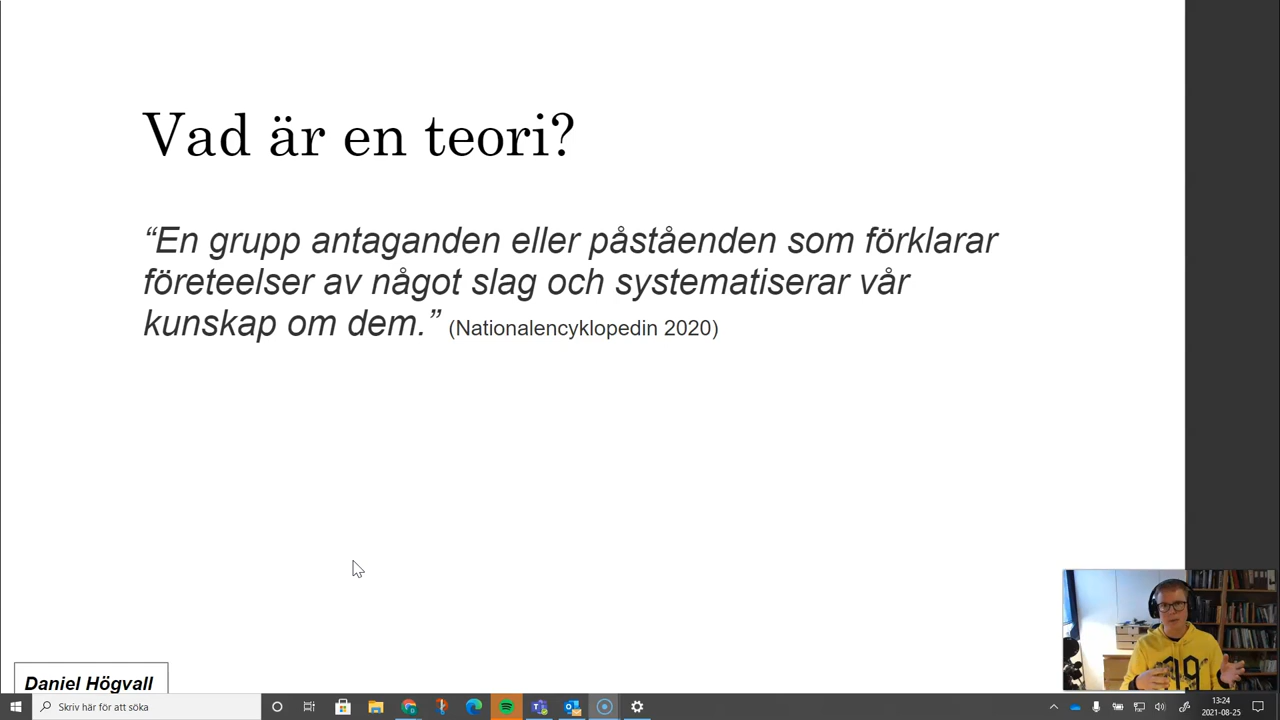 Vad är en teori?
“En grupp antaganden eller påståenden som förklarar
företeelser av något slag och systematiserar vår
kunskap om dem.” (Nationalencyklopedin 2020)
Daniel Högvall
Skriv här för att söka
13:24
2021-08-25
99